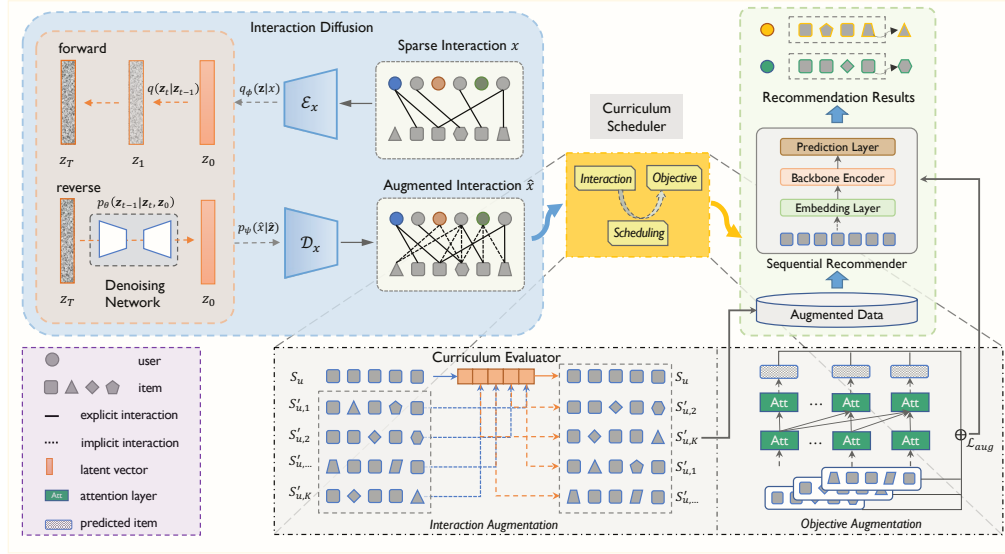 Interaction Diffusion
forward
q(z_t|z_{t−1})
z_T
z_1
z_0
q_ϕ(z|x)
ℰ_x
Sparse Interaction x
reverse
p_θ(z_{t−1}|z_t, z_0)
Denoising
Network
z_T
z_0
p_ψ(x̂|ẑ)
𝒟_x
Augmented Interaction x̂
Curriculum
Scheduler
Interaction
Objective
Scheduling
Recommendation Results
Prediction Layer
Backbone Encoder
Embedding Layer
Sequential Recommender
Augmented Data
user
item
explicit interaction
implicit interaction
latent vector
Att
attention layer
predicted item
Curriculum Evaluator
S_u
S_u
S′_{u,1}
S′_{u,2}
S′_{u,2}
S′_{u,K}
S′_{u,...}
S′_{u,1}
S′_{u,K}
S′_{u,...}
Interaction Augmentation
Att
...
Att
Att
Att
...
Att
Att
⊕
ℒ_aug
Objective Augmentation